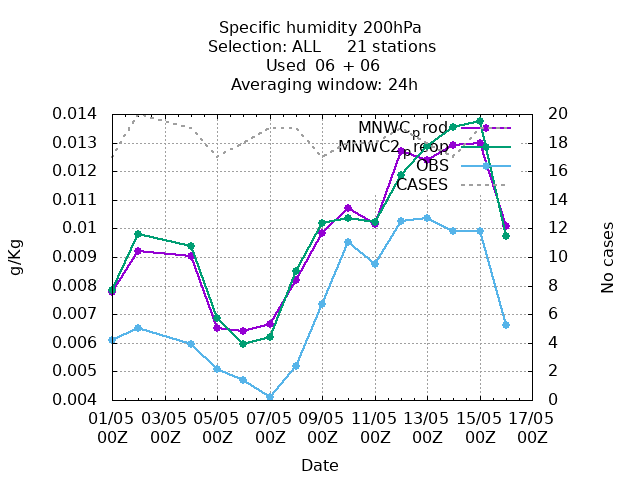 Specific humidity 200hPa
Selection: ALL 21 stations
Used 06 + 06
Averaging window: 24h
0.014
0.013
0.012
0.011
0.01
0.009
0.008
0.007
0.006
0.005
0.004
20
18
16
14
12
10
8
6
4
2
0
MNWC_prod
MNWC2_preop
OBS
CASES
g/Kg
No cases
01/05 03/05 05/05 07/05 09/05 11/05 13/05 15/05 17/05
00Z 00Z 00Z 00Z 00Z 00Z 00Z 00Z 00Z
Date